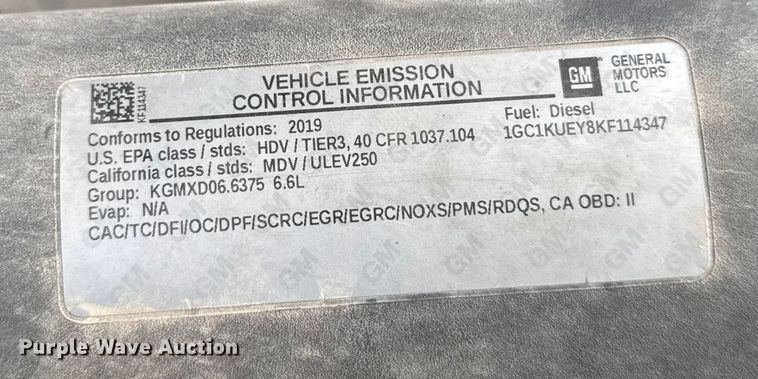 VEHICLE EMISSION
CONTROL INFORMATION
GM
GENERAL
MOTORS
LLC
KF114347
Conforms to Regulations: 2019
Fuel: Diesel
U.S. EPA class / stds: HDV / TIER3, 40 CFR 1037.104
1GC1KUEY8KF114347
California class / stds: MDV / ULEV250
Group: KGMXD06.6375 6.6L
Evap: N/A
CAC/TC/DFI/OC/DPF/SCRC/EGR/EGRC/NOXS/PMS/RDQS, CA OBD: II
Purple Wave Auction